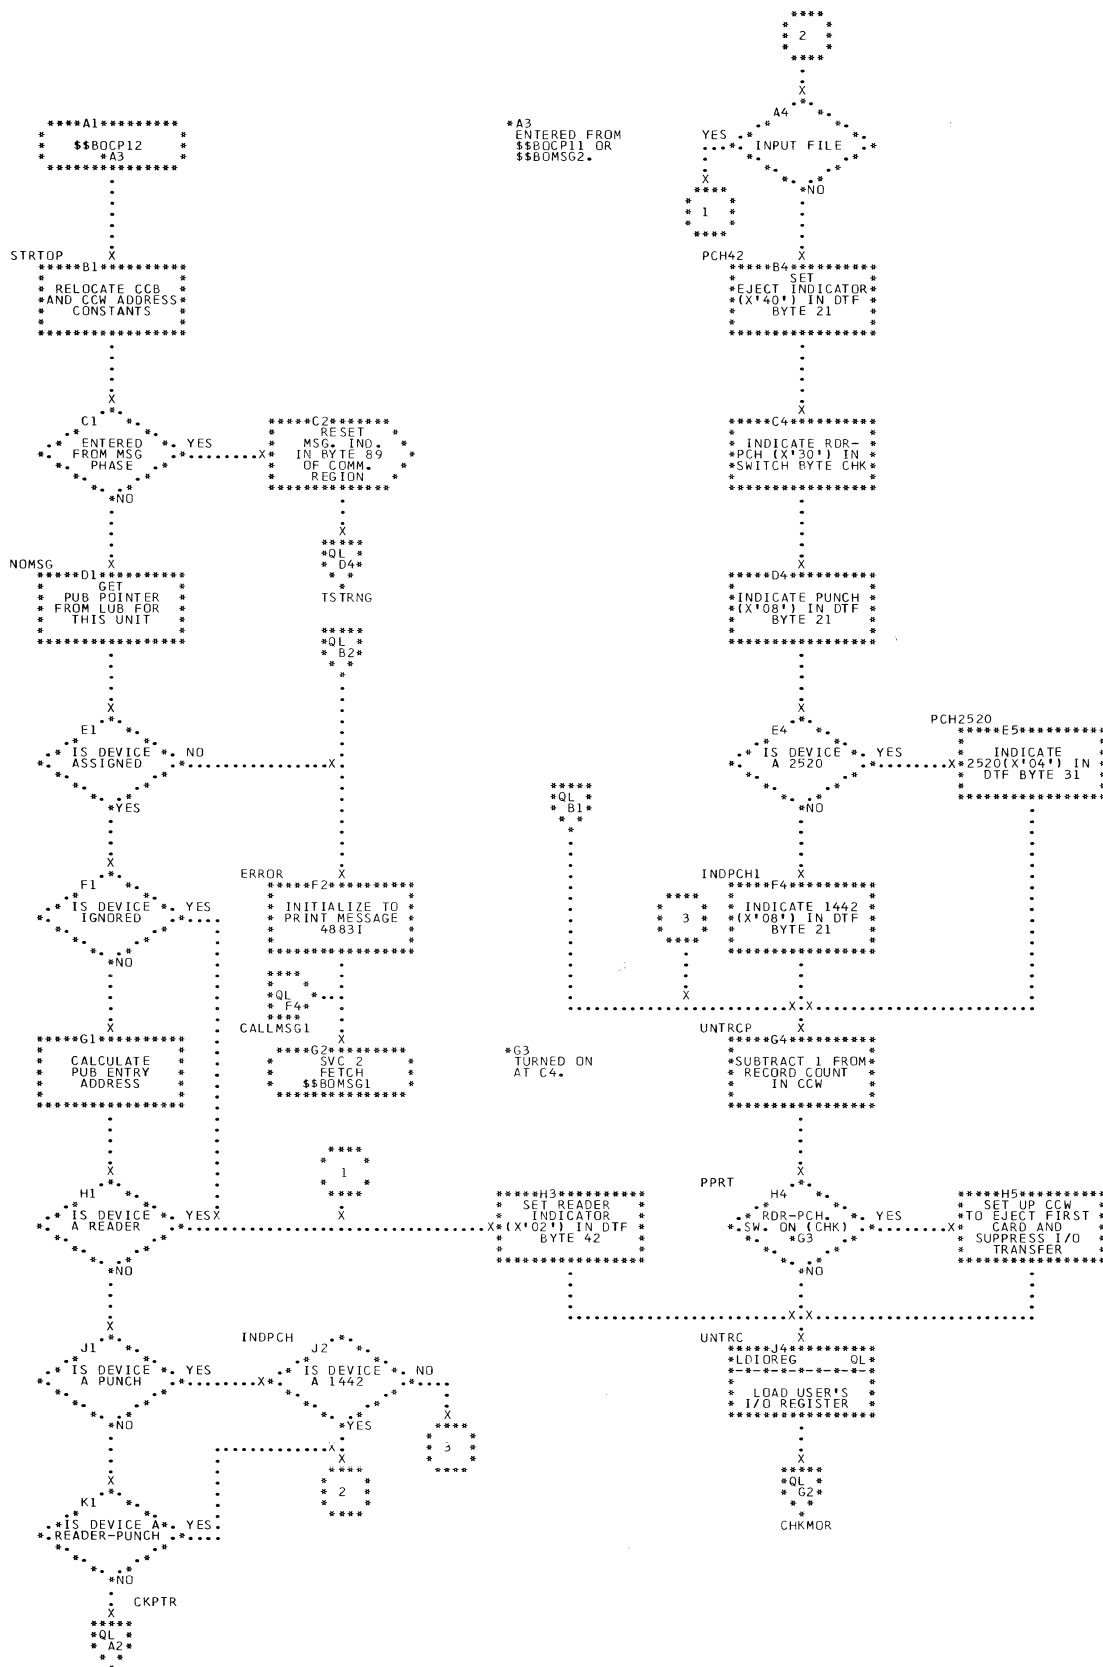 2
A1
$$BOCP12
*A3
*A3
ENTERED FROM
$$BOCP11 OR
$$BOMSG2.
A4
YES
INPUT FILE
NO
1
STRTOP
B1
RELOCATE CCB
AND CCW ADDRESS
CONSTANTS
PCH42
B4
SET
EJECT INDICATOR
(X'40') IN DTF
BYTE 21
C1
ENTERED
FROM MSG
PHASE
YES
NO
C2
RESET
MSG. IND.
IN BYTE 89
OF COMM.
REGION
C4
INDICATE RDR-
PCH (X'30') IN
SWITCH BYTE CHK
QL
D4
TSTRNG
NOMSG
D1
GET
PUB POINTER
FROM LUB FOR
THIS UNIT
D4
INDICATE PUNCH
(X'08') IN DTF
BYTE 21
QL
B2
E1
IS DEVICE
ASSIGNED
NO
YES
E4
IS DEVICE
A 2520
YES
NO
PCH2520
E5
INDICATE
2520(X'04') IN
DTF BYTE 31
QL
B1
F1
IS DEVICE
IGNORED
YES
NO
ERROR
F2
INITIALIZE TO
PRINT MESSAGE
4883I
3
INDPCH1
F4
INDICATE 1442
(X'08') IN DTF
BYTE 21
QL
F4
G1
CALCULATE
PUB ENTRY
ADDRESS
CALLMSG1
G2
SVC 2
FETCH
$$BOMSG1
*G3
TURNED ON
AT C4.
UNTRCP
G4
SUBTRACT 1 FROM
RECORD COUNT
IN CCW
1
H1
IS DEVICE
A READER
YES
NO
H3
SET READER
INDICATOR
(X'02') IN DTF
BYTE 42
PPRT
H4
RDR-PCH.
SW. ON (CHK)
*G3
YES
NO
H5
SET UP CCW
TO EJECT FIRST
CARD AND
SUPPRESS I/O
TRANSFER
J1
IS DEVICE
A PUNCH
YES
NO
INDPCH
J2
IS DEVICE
A 1442
NO
YES
3
2
UNTRC
J4
LDIOREG QL
LOAD USER'S
I/O REGISTER
QL
G2
CHKMOR
K1
IS DEVICE A
READER-PUNCH
YES
NO
CKPTR
QL
A2